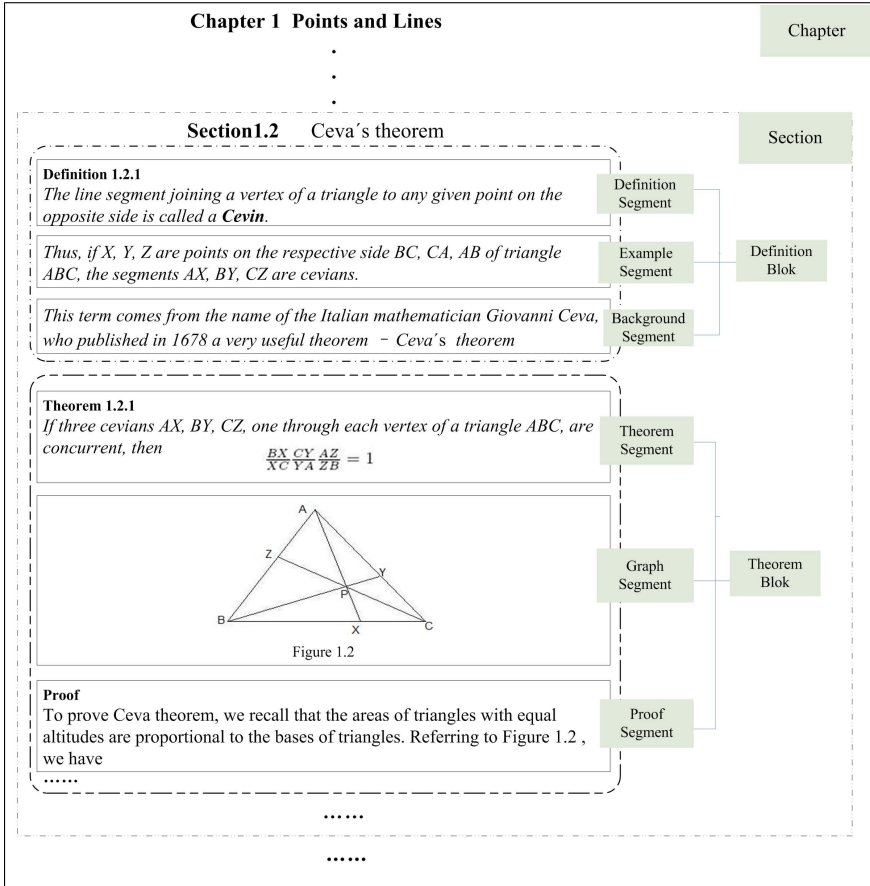 Chapter 1 Points and Lines
Chapter
.
.
.
Section1.2 Ceva´s theorem
Section
Definition 1.2.1
The line segment joining a vertex of a triangle to any given point on the
opposite side is called a Cevin.
Definition
Segment
Thus, if X, Y, Z are points on the respective side BC, CA, AB of triangle
ABC, the segments AX, BY, CZ are cevians.
Example
Segment
Definition
Blok
This term comes from the name of the Italian mathematician Giovanni Ceva,
who published in 1678 a very useful theorem - Ceva´s theorem
Background
Segment
Theorem 1.2.1
If three cevians AX, BY, CZ, one through each vertex of a triangle ABC, are
concurrent, then
BX/XC CY/YA AZ/ZB = 1
Theorem
Segment
A
Z
Y
P
B
X
C
Figure 1.2
Graph
Segment
Theorem
Blok
Proof
To prove Ceva theorem, we recall that the areas of triangles with equal
altitudes are proportional to the bases of triangles. Referring to Figure 1.2 ,
we have
......
Proof
Segment
......
......